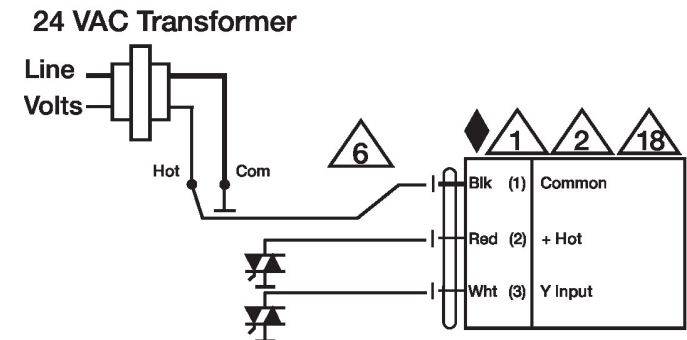 24 VAC Transformer
Line
Volts
Hot
Com
6
1
2
18
Blk (1) Common
Red (2) + Hot
Wht (3) Y Input